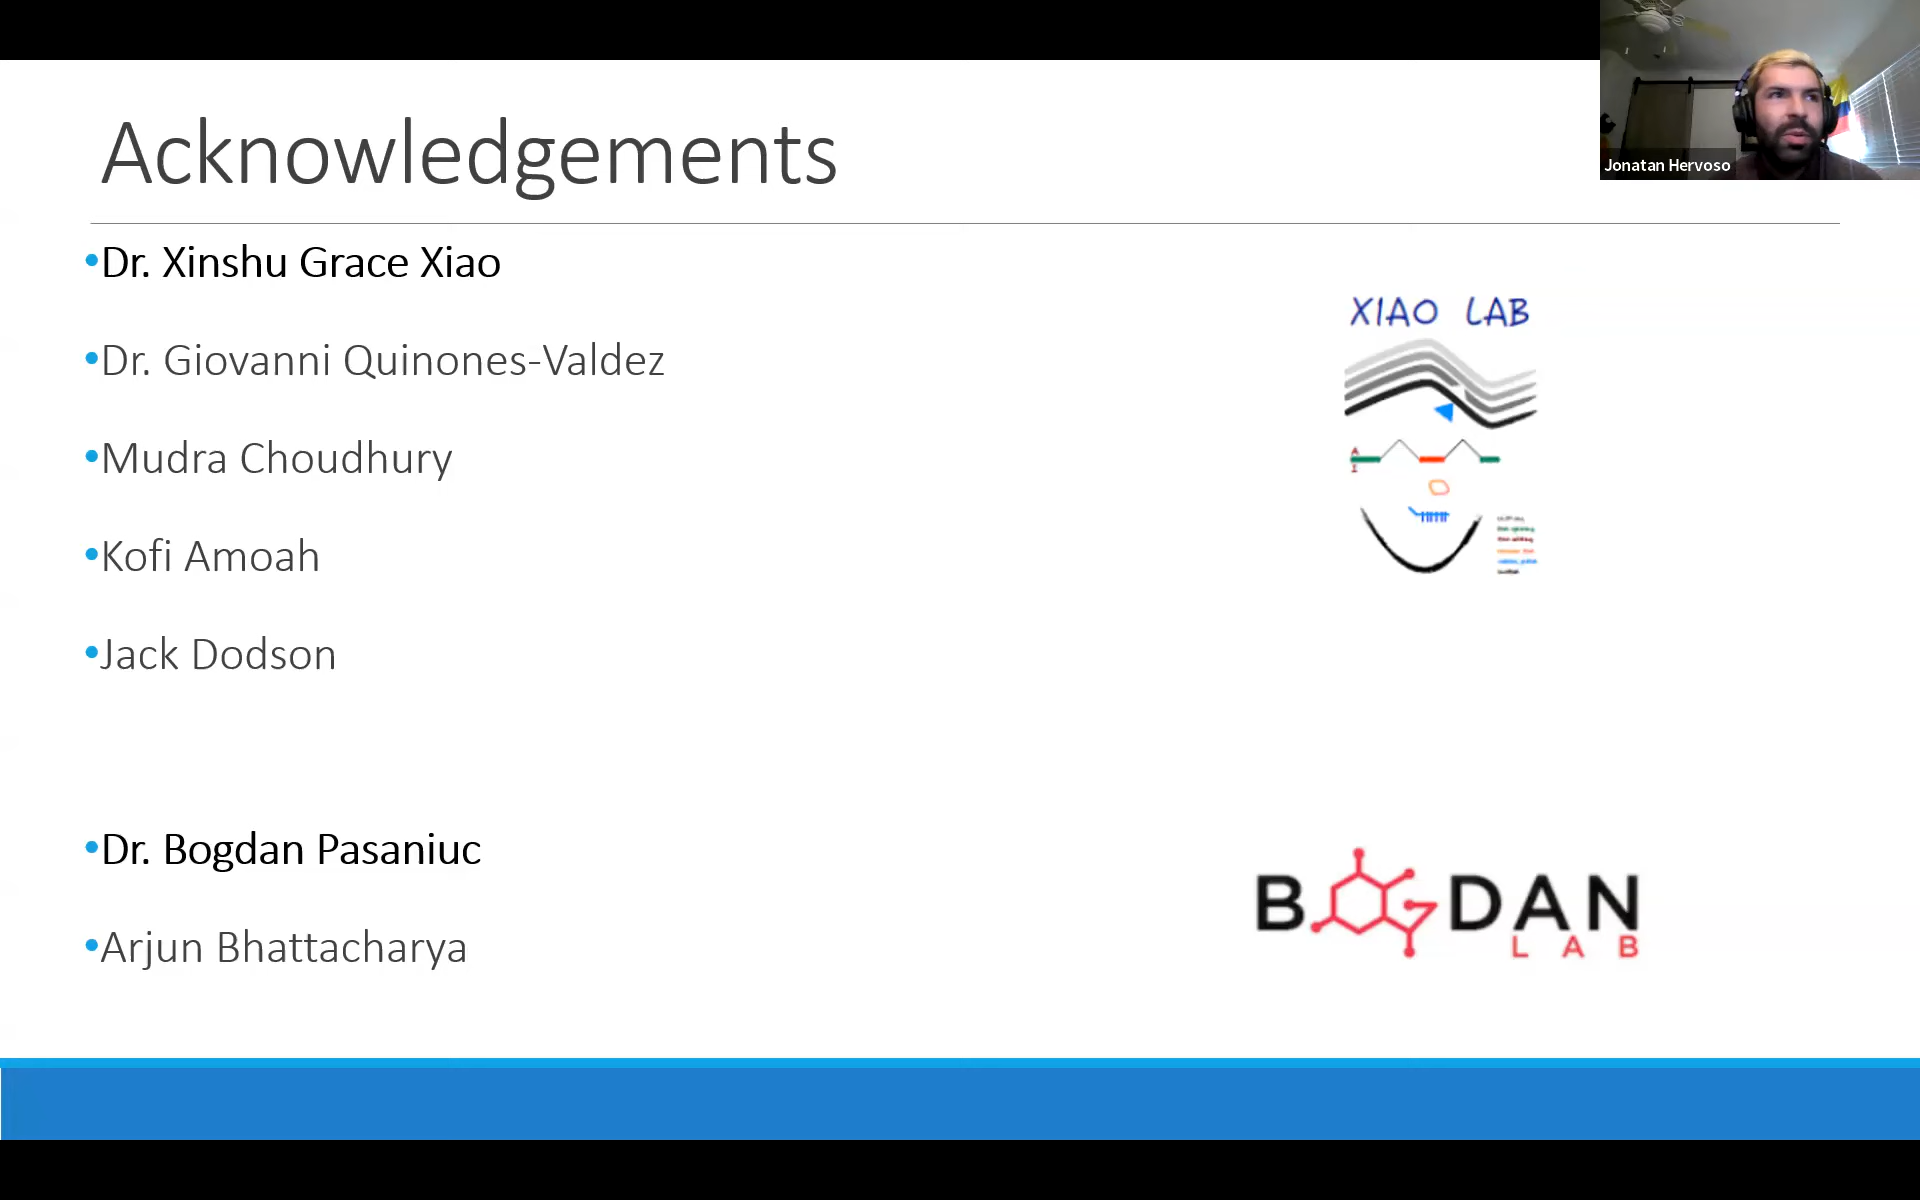 Acknowledgements
Jonatan Hervoso
•Dr. Xinshu Grace Xiao
•Dr. Giovanni Quinones-Valdez
•Mudra Choudhury
•Kofi Amoah
•Jack Dodson
XIAO LAB
A
I
•Dr. Bogdan Pasaniuc
•Arjun Bhattacharya
BOGDAN
LAB